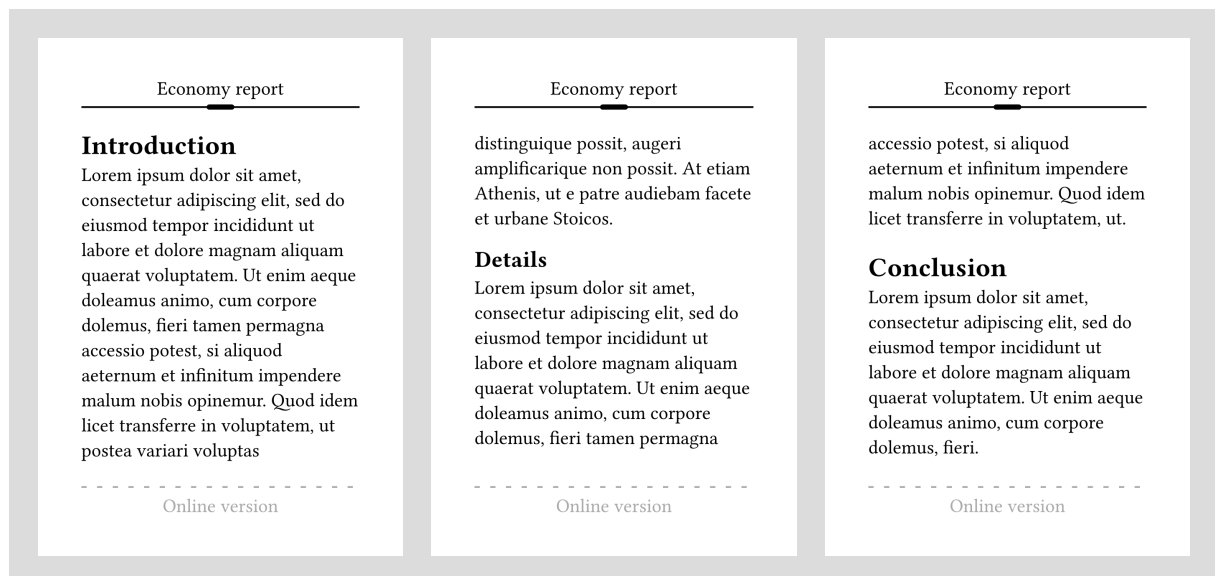 Economy report
Introduction
Lorem ipsum dolor sit amet,
consectetur adipiscing elit, sed do
eiusmod tempor incididunt ut
labore et dolore magnam aliquam
quaerat voluptatem. Ut enim aeque
doleamus animo, cum corpore
dolemus, fieri tamen permagna
accessio potest, si aliquod
aeternum et infinitum impendere
malum nobis opinemur. Quod idem
licet transferre in voluptatem, ut
postea variari voluptas
Online version
Economy report
distinguique possit, augeri
amplificarique non possit. At etiam
Athenis, ut e patre audiebam facete
et urbane Stoicos.
Details
Lorem ipsum dolor sit amet,
consectetur adipiscing elit, sed do
eiusmod tempor incididunt ut
labore et dolore magnam aliquam
quaerat voluptatem. Ut enim aeque
doleamus animo, cum corpore
dolemus, fieri tamen permagna
Online version
Economy report
accessio potest, si aliquod
aeternum et infinitum impendere
malum nobis opinemur. Quod idem
licet transferre in voluptatem, ut.
Conclusion
Lorem ipsum dolor sit amet,
consectetur adipiscing elit, sed do
eiusmod tempor incididunt ut
labore et dolore magnam aliquam
quaerat voluptatem. Ut enim aeque
doleamus animo, cum corpore
dolemus, fieri.
Online version